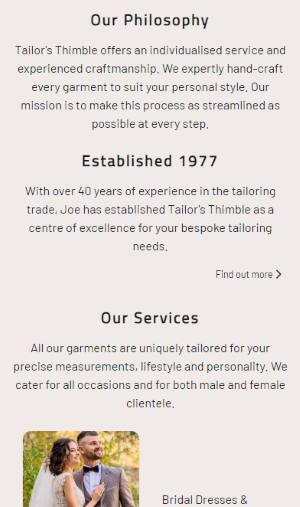 Our Philosophy
Tailor's Thimble offers an individualised service and
experienced craftmanship. We expertly hand-craft
every garment to suit your personal style. Our
mission is to make this process as streamlined as
possible at every step.
Established 1977
With over 40 years of experience in the tailoring
trade, Joe has established Tailor's Thimble as a
centre of excellence for your bespoke tailoring
needs.
Find out more
Our Services
All our garments are uniquely tailored for your
precise measurements, lifestyle and personality. We
cater for all occasions and for both male and female
clientele.
Bridal Dresses &